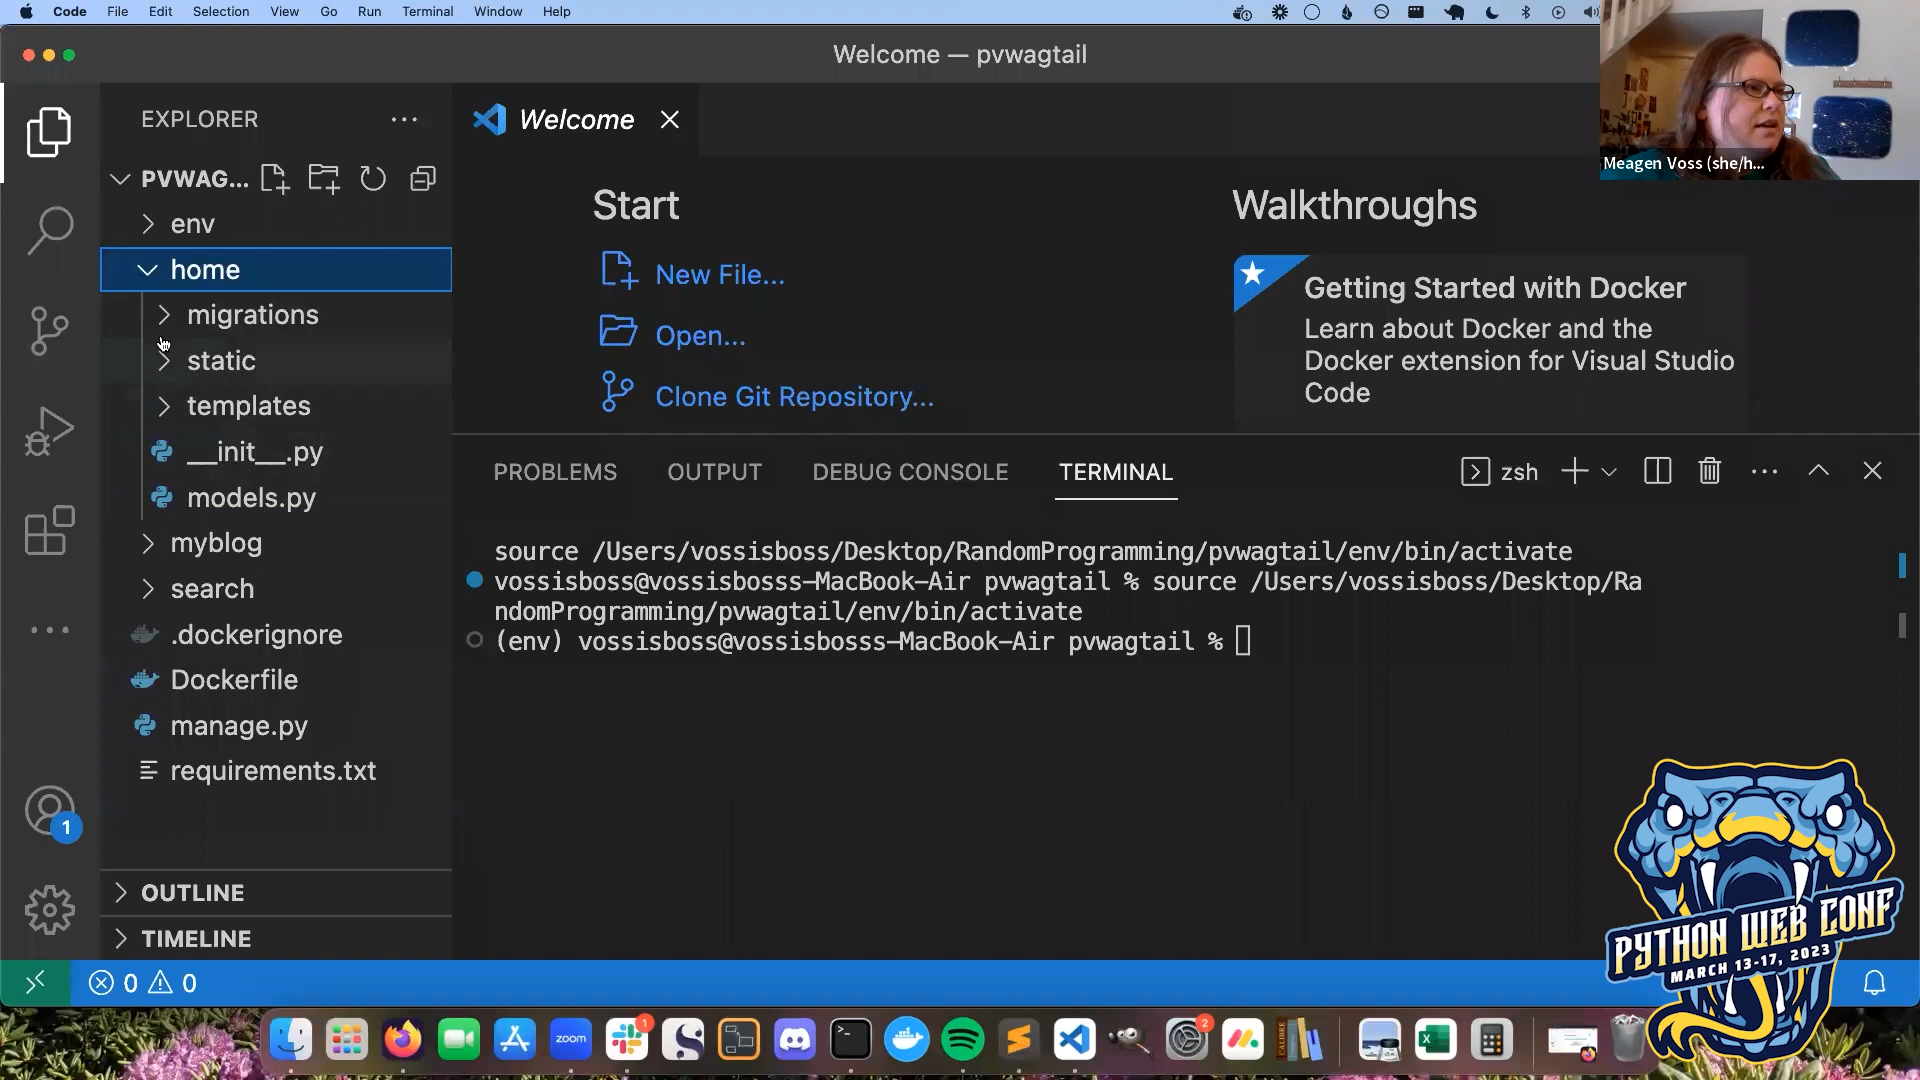 Code File Edit Selection View Go Run Terminal Window Help
Welcome — pvwagtail
Meagen Voss (she/h...
EXPLORER
PVWAG...
env
home
migrations
static
templates
__init__.py
models.py
myblog
search
.dockerignore
Dockerfile
manage.py
requirements.txt
OUTLINE
TIMELINE
1
Welcome
Start
New File...
Open...
Clone Git Repository...
Walkthroughs
Getting Started with Docker
Learn about Docker and the
Docker extension for Visual Studio
Code
PROBLEMS OUTPUT DEBUG CONSOLE TERMINAL
zsh
source /Users/vossisboss/Desktop/RandomProgramming/pvwagtail/env/bin/activate
vossisboss@vossisbosss-MacBook-Air pvwagtail % source /Users/vossisboss/Desktop/Ra
ndomProgramming/pvwagtail/env/bin/activate
(env) vossisboss@vossisbosss-MacBook-Air pvwagtail %
0 0
PYTHON WEB CONF
MARCH 13-17, 2023
zoom
1
2